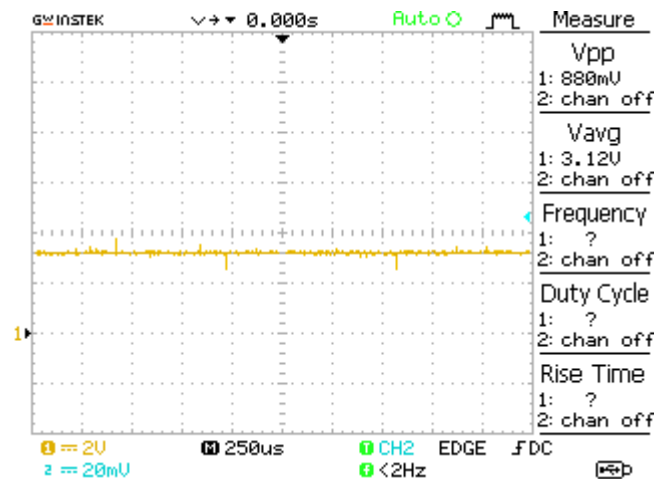 GWINSTEK 0.000s Auto Measure
Vpp
1: 880mV
2: chan off
Vavg
1: 3.12V
2: chan off
Frequency
1: ?
2: chan off
Duty Cycle
1: ?
2: chan off
Rise Time
1: ?
2: chan off
1
1 2V M 250us T CH2 EDGE DC
2 20mV f <2Hz